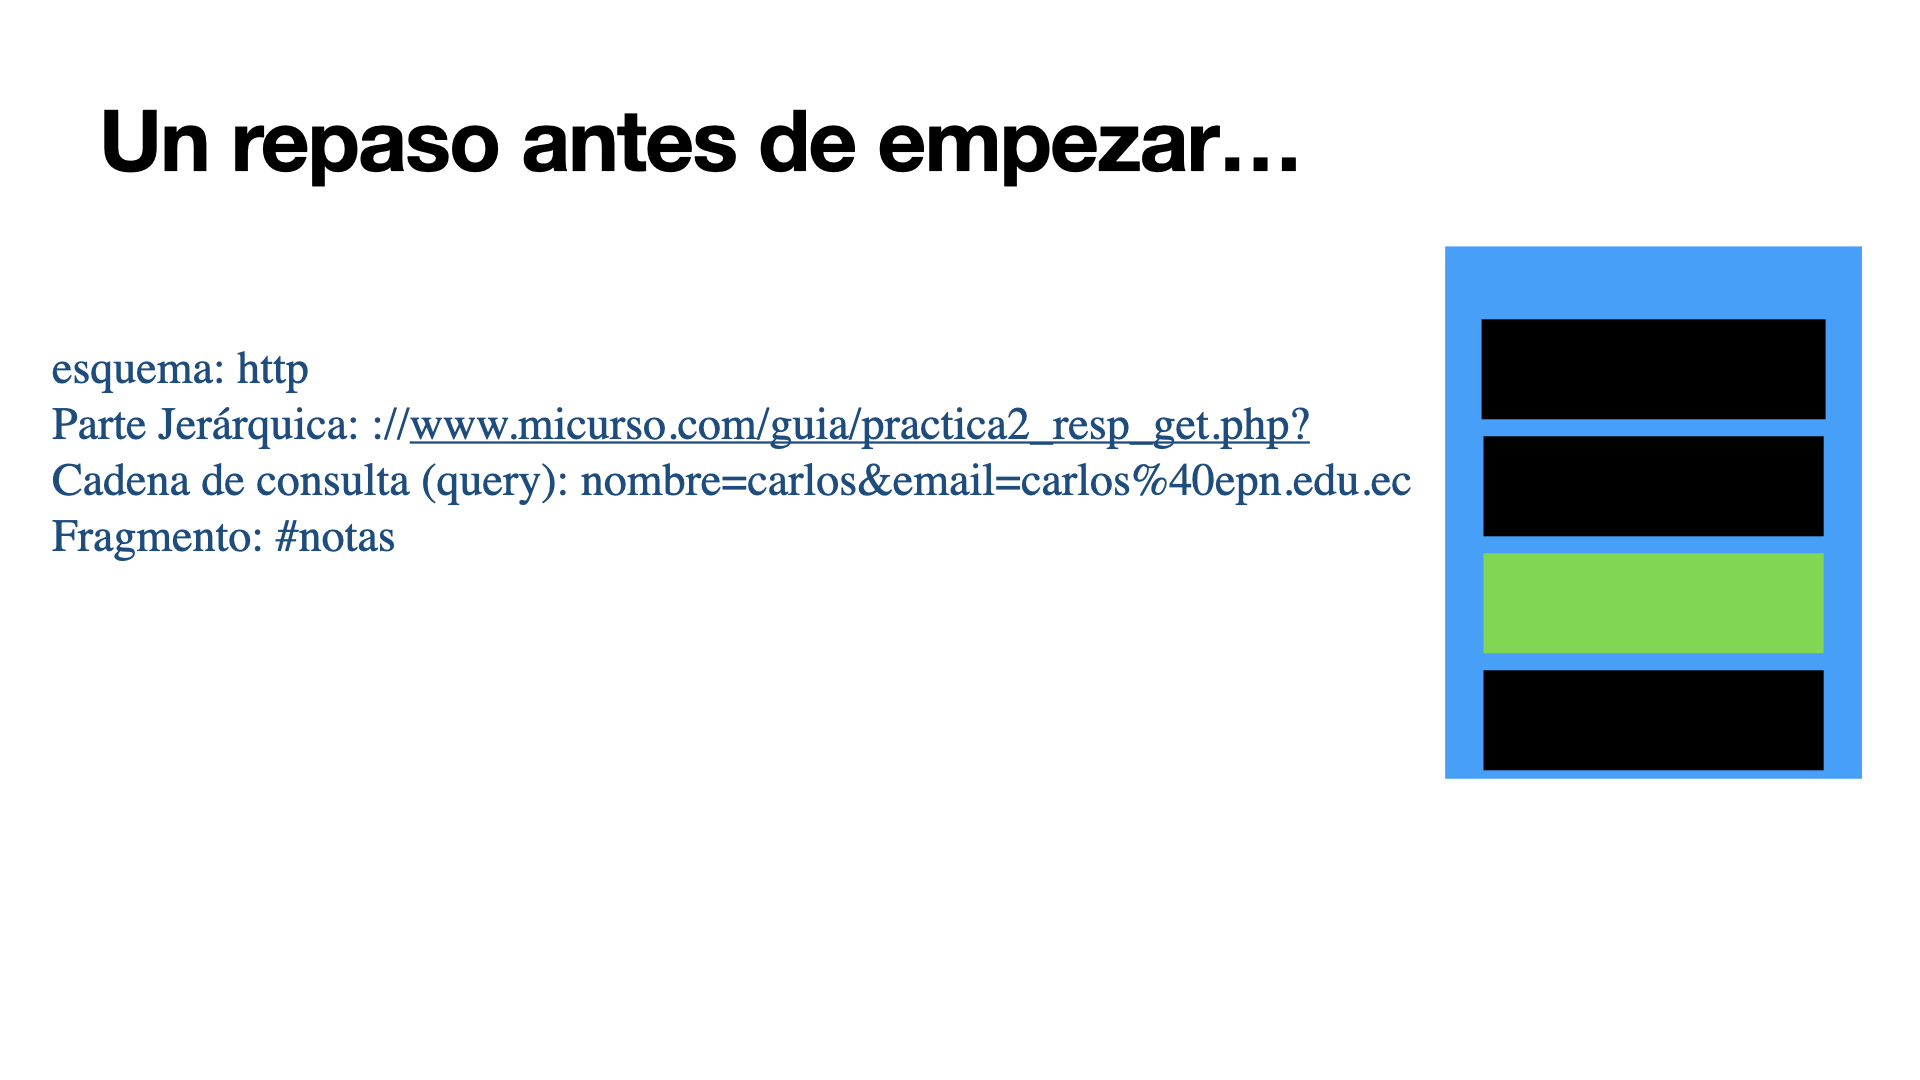 Un repaso antes de empezar…
esquema: http
Parte Jerárquica: ://www.micurso.com/guia/practica2_resp_get.php?
Cadena de consulta (query): nombre=carlos&email=carlos%40epn.edu.ec
Fragmento: #notas